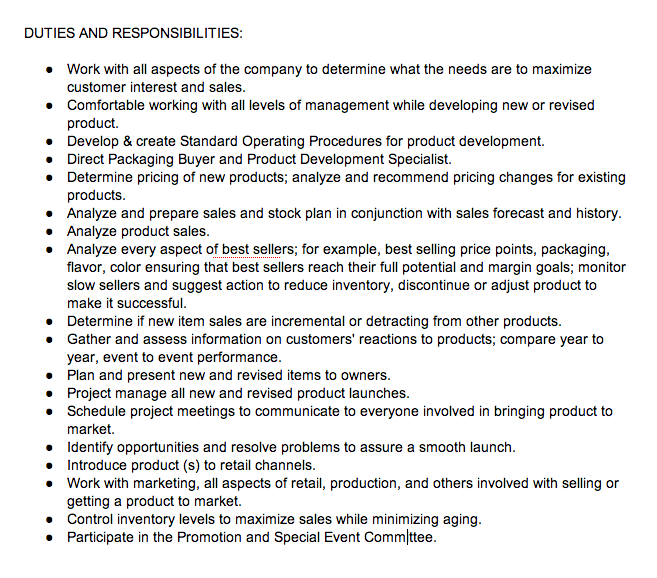 DUTIES AND RESPONSIBILITIES:
● Work with all aspects of the company to determine what the needs are to maximize
customer interest and sales.
● Comfortable working with all levels of management while developing new or revised
product.
● Develop & create Standard Operating Procedures for product development.
● Direct Packaging Buyer and Product Development Specialist.
● Determine pricing of new products; analyze and recommend pricing changes for existing
products.
● Analyze and prepare sales and stock plan in conjunction with sales forecast and history.
● Analyze product sales.
● Analyze every aspect of best sellers; for example, best selling price points, packaging,
flavor, color ensuring that best sellers reach their full potential and margin goals; monitor
slow sellers and suggest action to reduce inventory, discontinue or adjust product to
make it successful.
● Determine if new item sales are incremental or detracting from other products.
● Gather and assess information on customers' reactions to products; compare year to
year, event to event performance.
● Plan and present new and revised items to owners.
● Project manage all new and revised product launches.
● Schedule project meetings to communicate to everyone involved in bringing product to
market.
● Identify opportunities and resolve problems to assure a smooth launch.
● Introduce product (s) to retail channels.
● Work with marketing, all aspects of retail, production, and others involved with selling or
getting a product to market.
● Control inventory levels to maximize sales while minimizing aging.
● Participate in the Promotion and Special Event Committee.